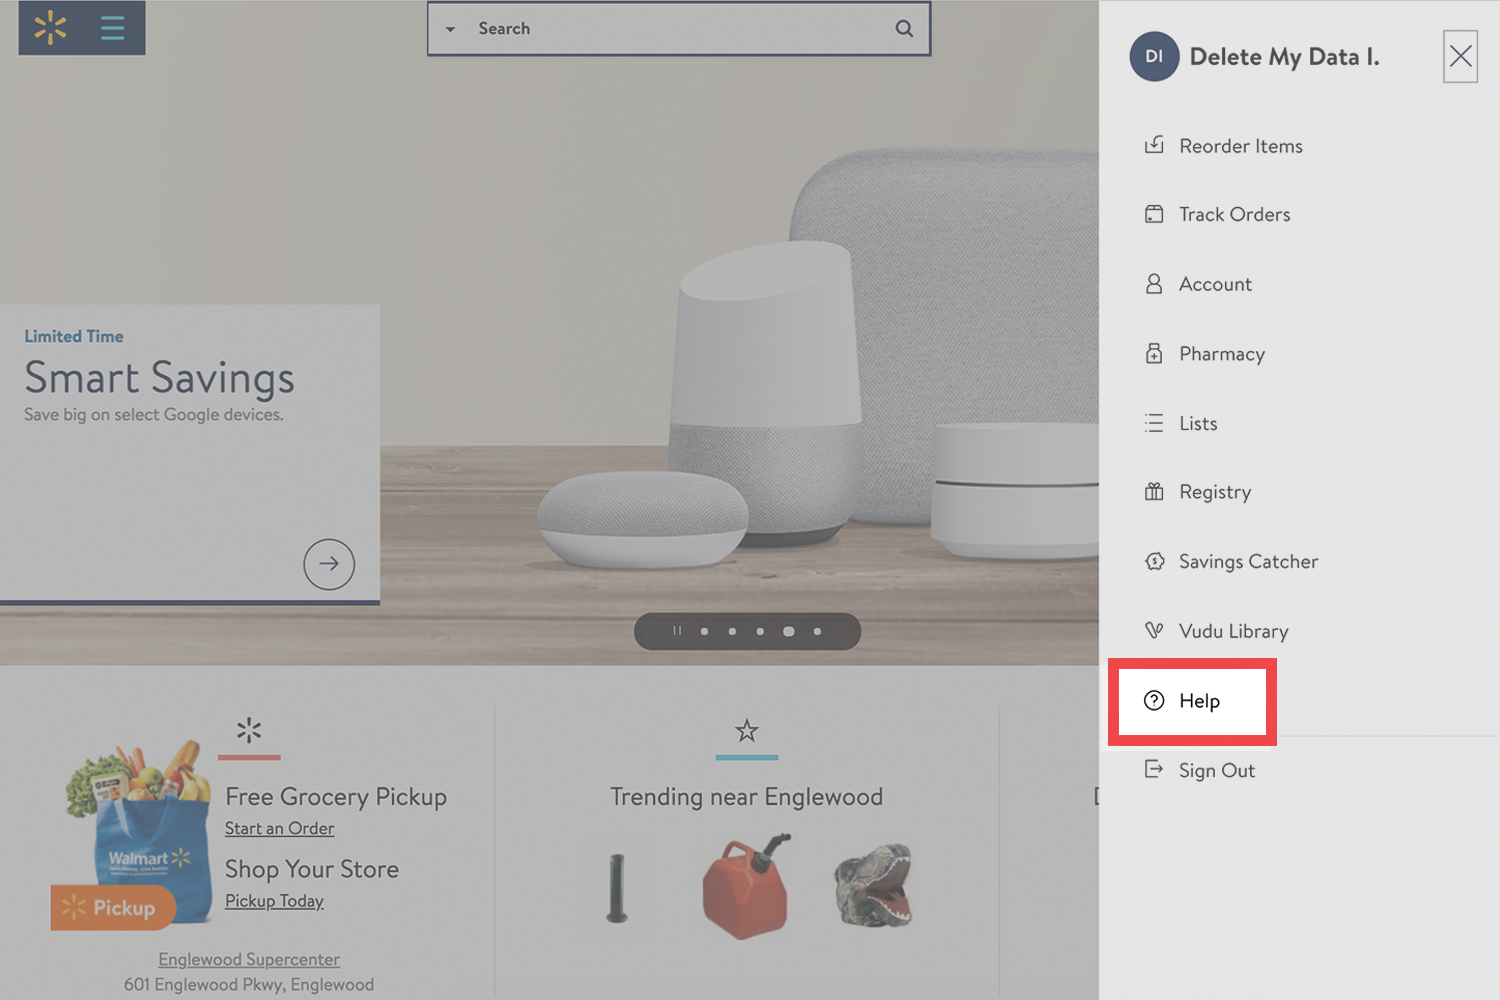 Search
Limited Time
Smart Savings
Save big on select Google devices.
Free Grocery Pickup
Start an Order
Shop Your Store
Pickup Today
Walmart
Pickup
Englewood Supercenter
601 Englewood Pkwy, Englewood
Trending near Englewood
DI Delete My Data I.
Reorder Items
Track Orders
Account
Pharmacy
Lists
Registry
Savings Catcher
Vudu Library
Help
Sign Out